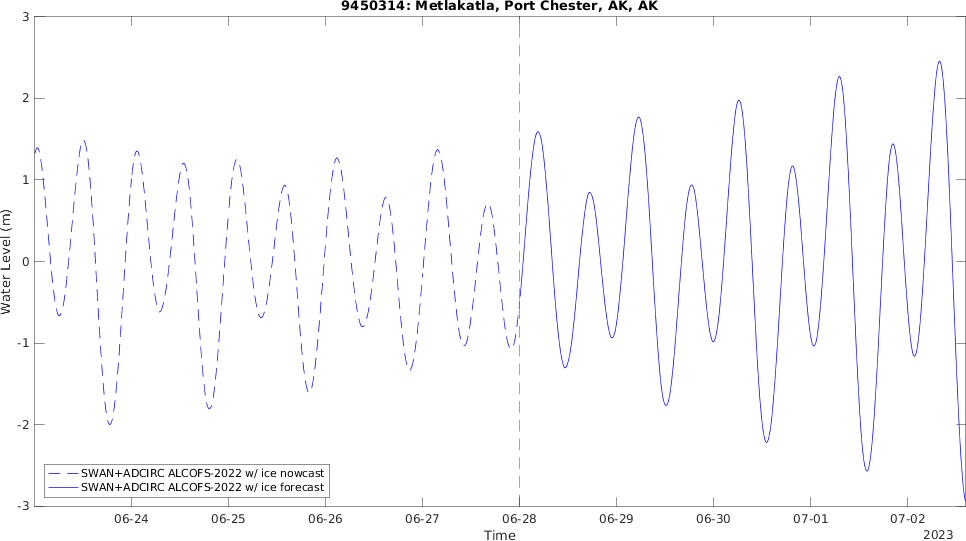 9450314: Metlakatla, Port Chester, AK, AK
3
2
1
0
-1
-2
-3
Water Level (m)
SWAN+ADCIRC ALCOFS-2022 w/ ice nowcast
SWAN+ADCIRC ALCOFS-2022 w/ ice forecast
06-24 06-25 06-26 06-27 06-28 06-29 06-30 07-01 07-02
Time
2023